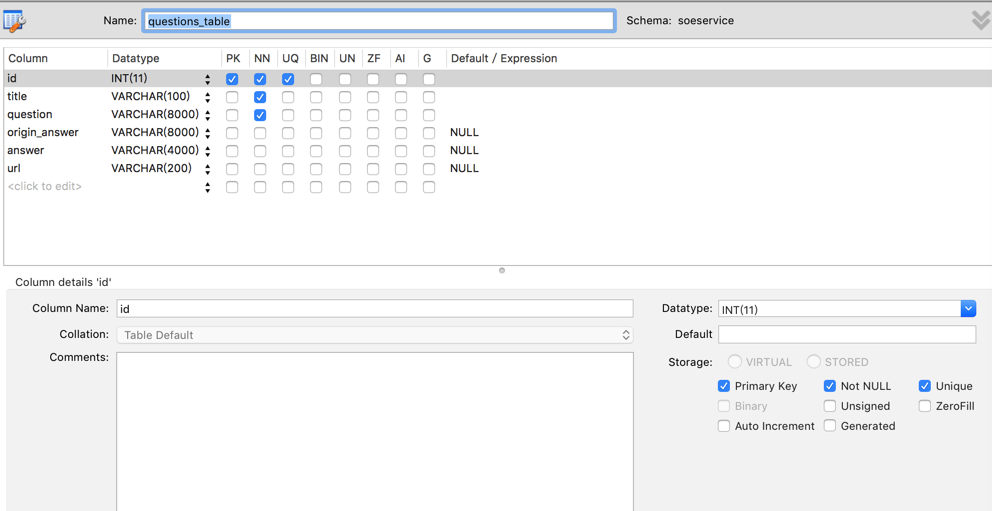 Name: questions_table Schema: soeservice
Column Datatype PK NN UQ BIN UN ZF AI G Default / Expression
id INT(11)
title VARCHAR(100)
question VARCHAR(8000)
origin_answer VARCHAR(8000) NULL
answer VARCHAR(4000) NULL
url VARCHAR(200) NULL
<click to edit>
Column details 'id'
Column Name: id Datatype: INT(11)
Collation: Table Default Default
Comments: Storage: VIRTUAL STORED
Primary Key Not NULL Unique
Binary Unsigned ZeroFill
Auto Increment Generated